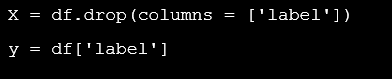 X = df.drop(columns = ['label'])
y = df['label']